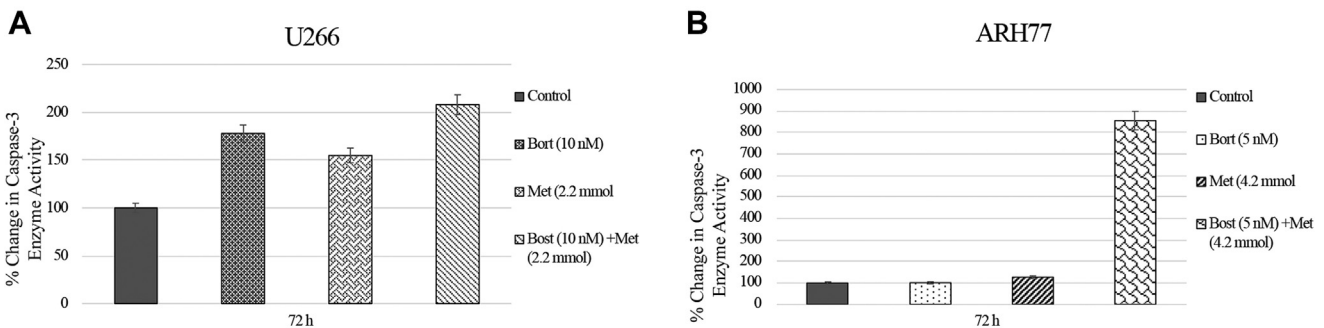 A
U266
% Change in Caspase-3
Enzyme Activity
250
200
150
100
50
0
72 h
Control
Bort (10 nM)
Met (2.2 mmol
Bost (10 nM) +Met
(2.2 mmol)
B
ARH77
% Change in Caspase-3
Enzyme Activity
1000
900
800
700
600
500
400
300
200
100
0
72 h
Control
Bort (5 nM)
Met (4.2 mmol
Bost (5 nM) +Met
(4.2 mmol)